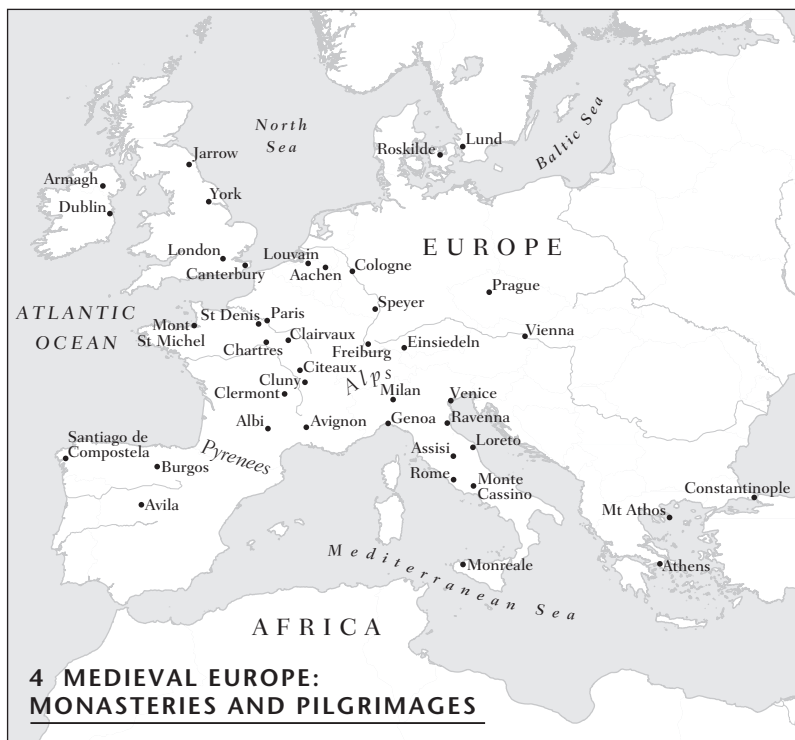 North
Sea
Baltic Sea
Roskilde
Lund
Jarrow
Armagh
York
Dublin
EUROPE
London
Louvain
Cologne
Canterbury
Aachen
Prague
Speyer
ATLANTIC
OCEAN
St Denis
Paris
Mont
St Michel
Clairvaux
Vienna
Chartres
Freiburg
Einsiedeln
Citeaux
Cluny
Alps
Clermont
Milan
Venice
Albi
Avignon
Genoa
Ravenna
Santiago de
Compostela
Pyrenees
Loreto
Assisi
Burgos
Rome
Monte
Cassino
Constantinople
Avila
Mt Athos
Mediterranean Sea
Monreale
Athens
AFRICA
4 MEDIEVAL EUROPE:
MONASTERIES AND PILGRIMAGES